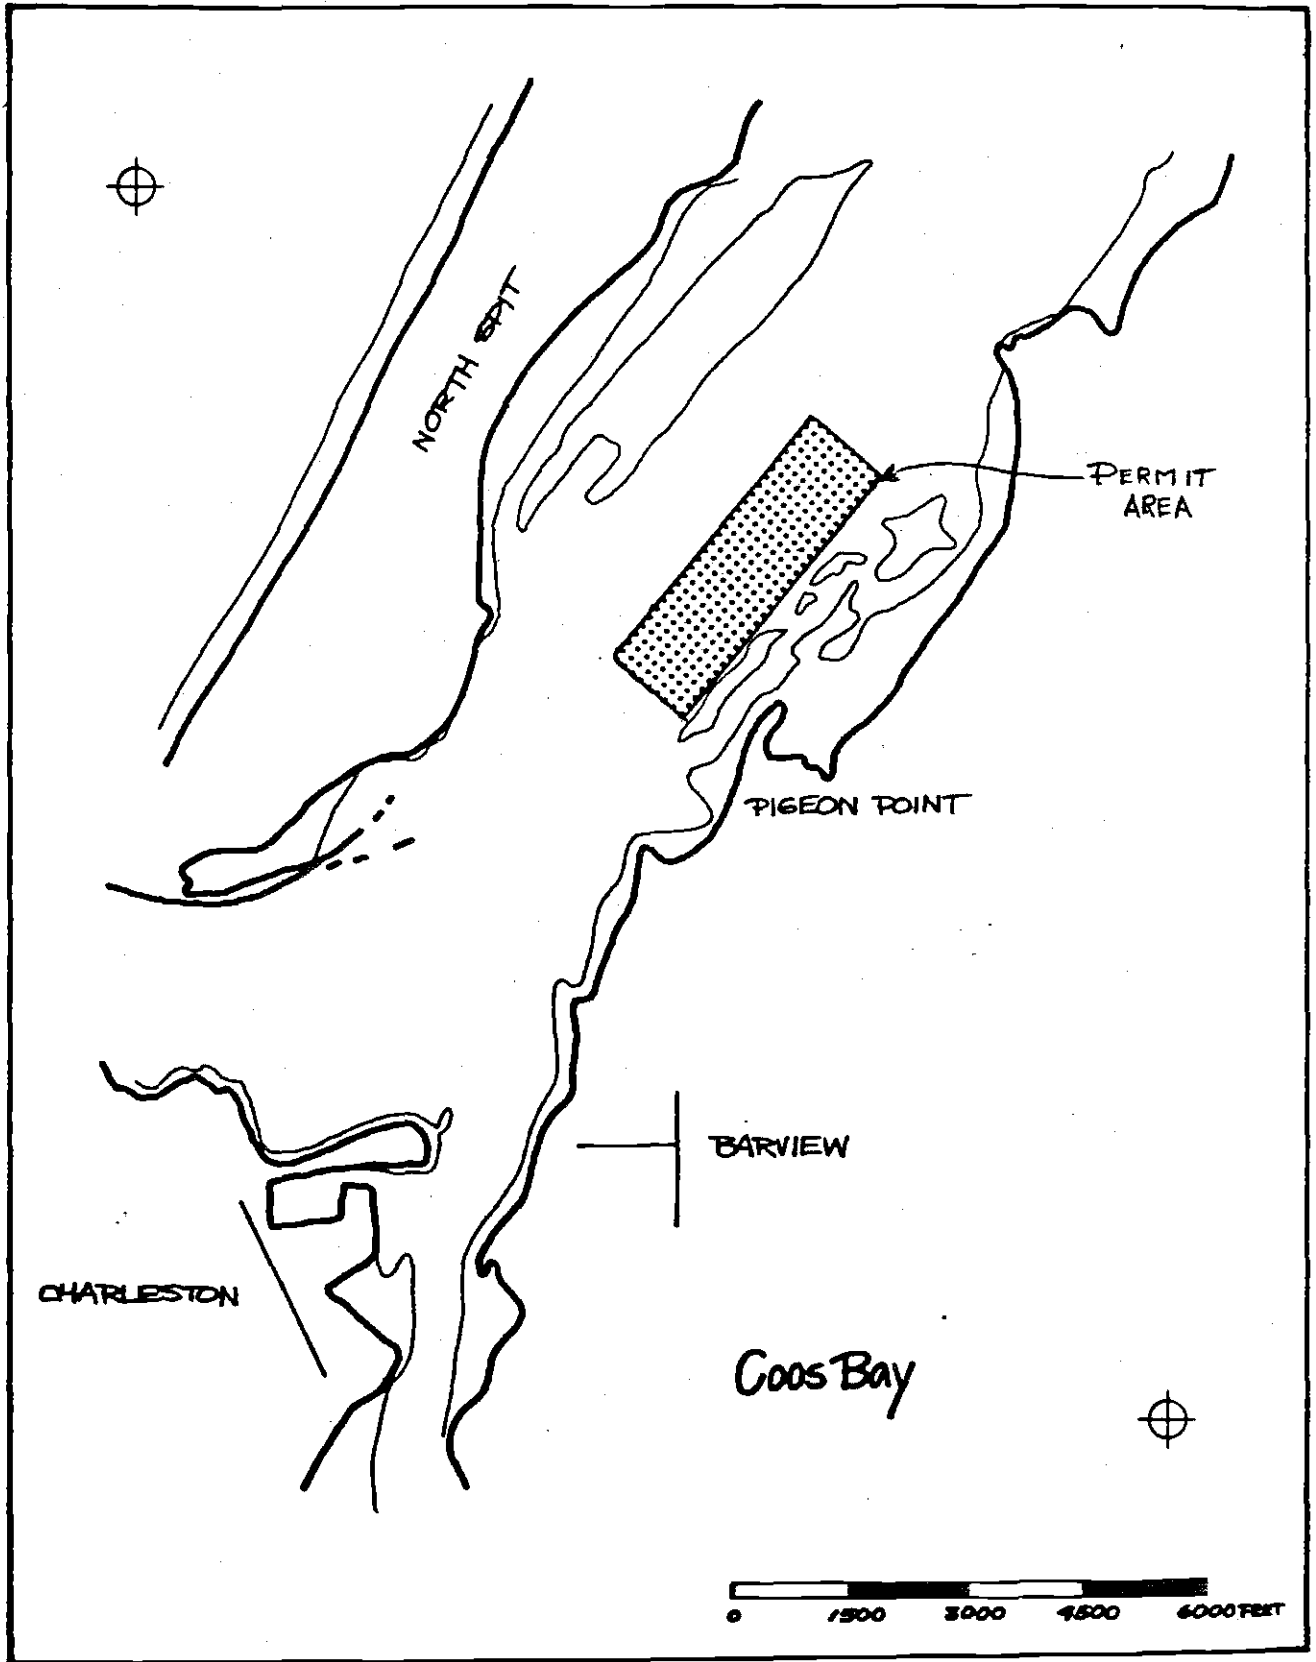 NORTH SPIT
PERMIT
AREA
PIGEON POINT
BARVIEW
CHARLESTON
Coos Bay
0 1500 3000 4500 6000 FEET